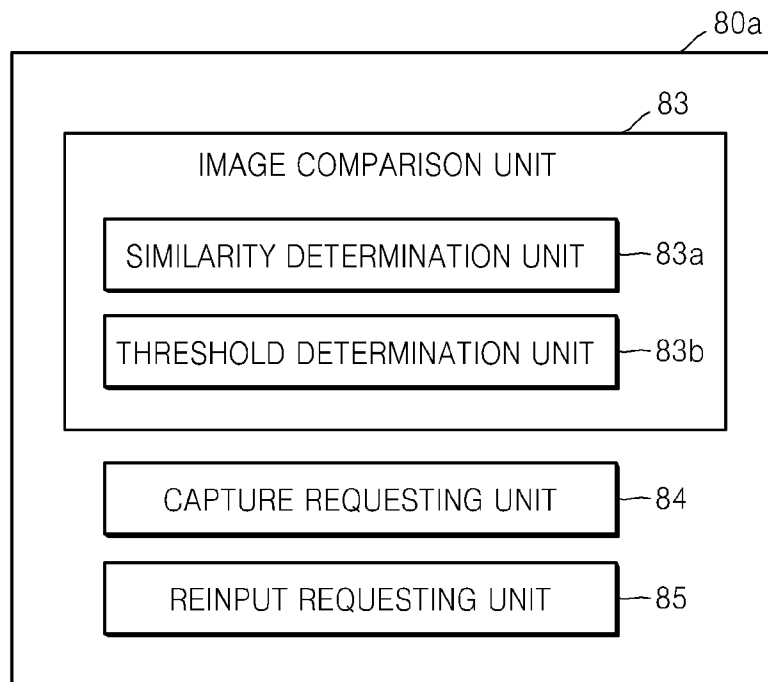 80a
83
IMAGE COMPARISON UNIT
SIMILARITY DETERMINATION UNIT 83a
THRESHOLD DETERMINATION UNIT 83b
CAPTURE REQUESTING UNIT 84
REINPUT REQUESTING UNIT 85